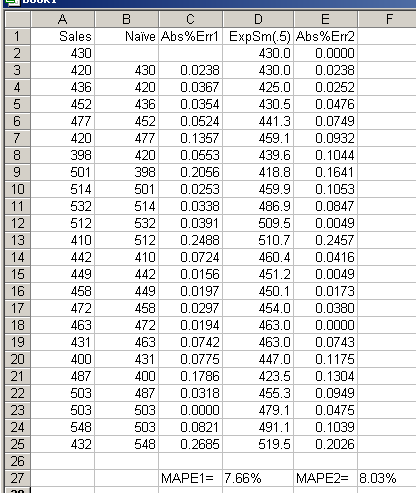 Book1
A B C D E F
1 Sales Naïve Abs%Err1 ExpSm(.5) Abs%Err2
2 430 430.0 0.0000
3 420 430 0.0238 430.0 0.0238
4 436 420 0.0367 425.0 0.0252
5 452 436 0.0354 430.5 0.0476
6 477 452 0.0524 441.3 0.0749
7 420 477 0.1357 459.1 0.0932
8 398 420 0.0553 439.6 0.1044
9 501 398 0.2056 418.8 0.1641
10 514 501 0.0253 459.9 0.1053
11 532 514 0.0338 486.9 0.0847
12 512 532 0.0391 509.5 0.0049
13 410 512 0.2488 510.7 0.2457
14 442 410 0.0724 460.4 0.0416
15 449 442 0.0156 451.2 0.0049
16 458 449 0.0197 450.1 0.0173
17 472 458 0.0297 454.0 0.0380
18 463 472 0.0194 463.0 0.0000
19 431 463 0.0742 463.0 0.0743
20 400 431 0.0775 447.0 0.1175
21 487 400 0.1786 423.5 0.1304
22 503 487 0.0318 455.3 0.0949
23 503 503 0.0000 479.1 0.0475
24 548 503 0.0821 491.1 0.1039
25 432 548 0.2685 519.5 0.2026
26
27 MAPE1= 7.66% MAPE2= 8.03%